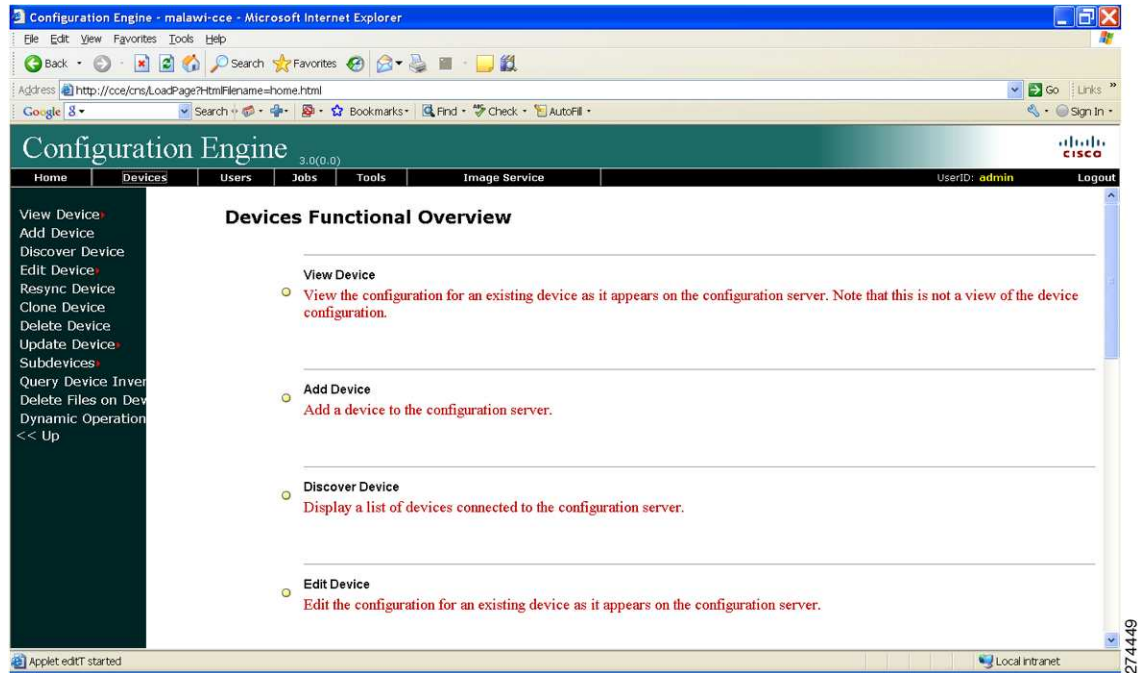 Configuration Engine - malawi-cce - Microsoft Internet Explorer
File Edit View Favorites Tools Help
Back Search Favorites
Address http://cce/cns/LoadPage?HtmlFilename=home.html Go Links »
Google Search Bookmarks Find Check AutoFill Sign In
Configuration Engine 3.0(0.0)
CISCO
Home Devices Users Jobs Tools Image Service UserID: admin Logout
View Device
Add Device
Discover Device
Edit Device
Resync Device
Clone Device
Delete Device
Update Device
Subdevices
Query Device Inver
Delete Files on Dev
Dynamic Operation
<< Up
Devices Functional Overview
View Device
View the configuration for an existing device as it appears on the configuration server. Note that this is not a view of the device
configuration.
Add Device
Add a device to the configuration server.
Discover Device
Display a list of devices connected to the configuration server.
Edit Device
Edit the configuration for an existing device as it appears on the configuration server.
Applet editT started
Local intranet
274449